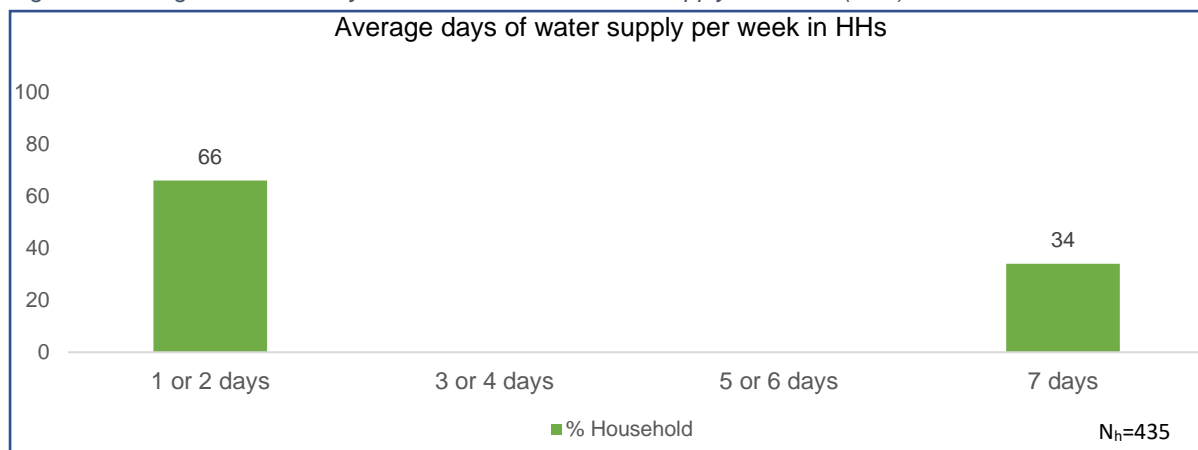 Average days of water supply per week in HHs
100
80
60
40
20
0
66
34
1 or 2 days
3 or 4 days
5 or 6 days
7 days
% Household
Nh=435